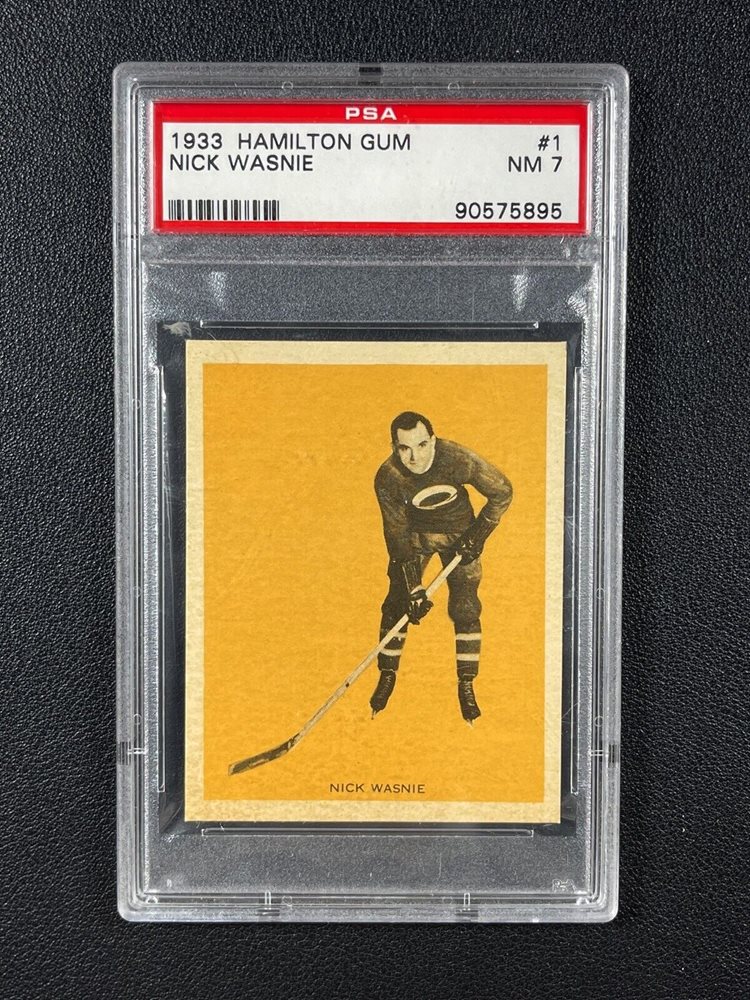 PSA
1933 HAMILTON GUM #1
NICK WASNIE NM 7
90575895
NICK WASNIE